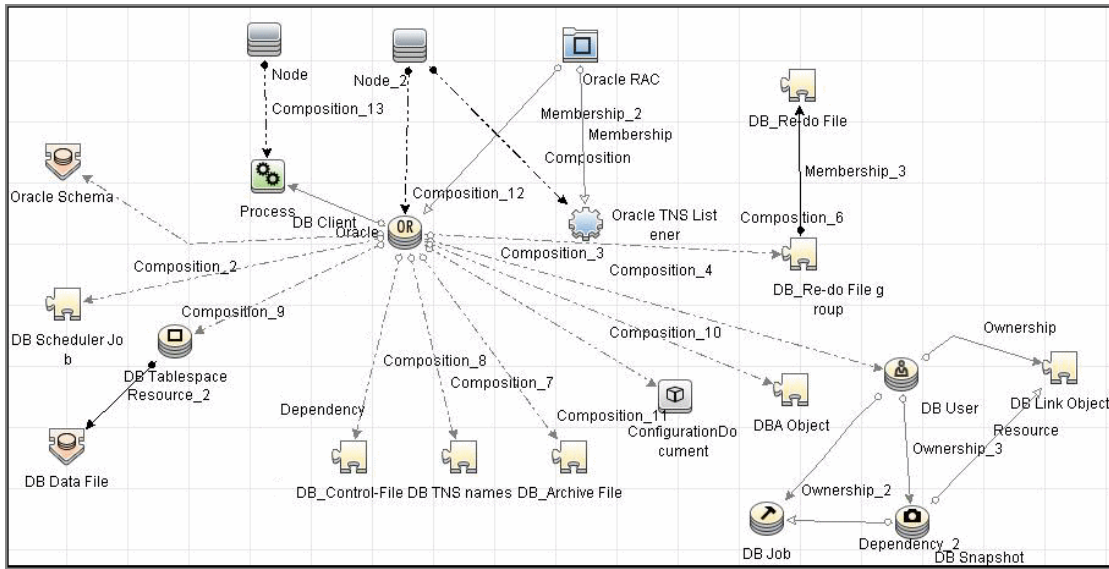 Node
Node_2
Oracle RAC
Composition_13
Membership_2
DB_Re-do File
Membership
Composition
Membership_3
Oracle Schema
Composition_12
Process
DB Client
Oracle
Oracle TNS List
ener
Composition_6
Composition_3
Composition_4
Composition_2
DB_Re-do File g
roup
Composition_9
DB Scheduler Jo
b
Composition_10
Ownership
Composition_8
DB Tablespace
Composition_7
Resource_2
DB User
DB Link Object
Dependency
Composition_11
DBA Object
ConfigurationDo
cument
Resource
Ownership_3
DB Data File
DB_Control-File
DB TNS names
DB_Archive File
Ownership_2
Dependency_2
DB Job
DB Snapshot